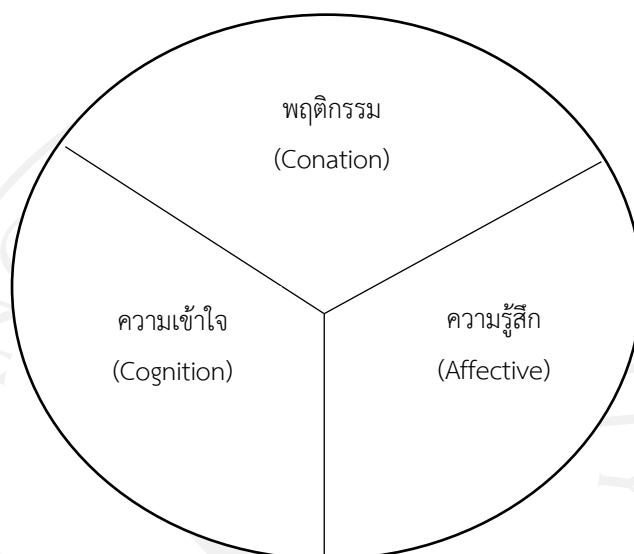 พฤติกรรม
(Conation)
ความเข้าใจ
(Cognition)
ความรู้สึก
(Affective)